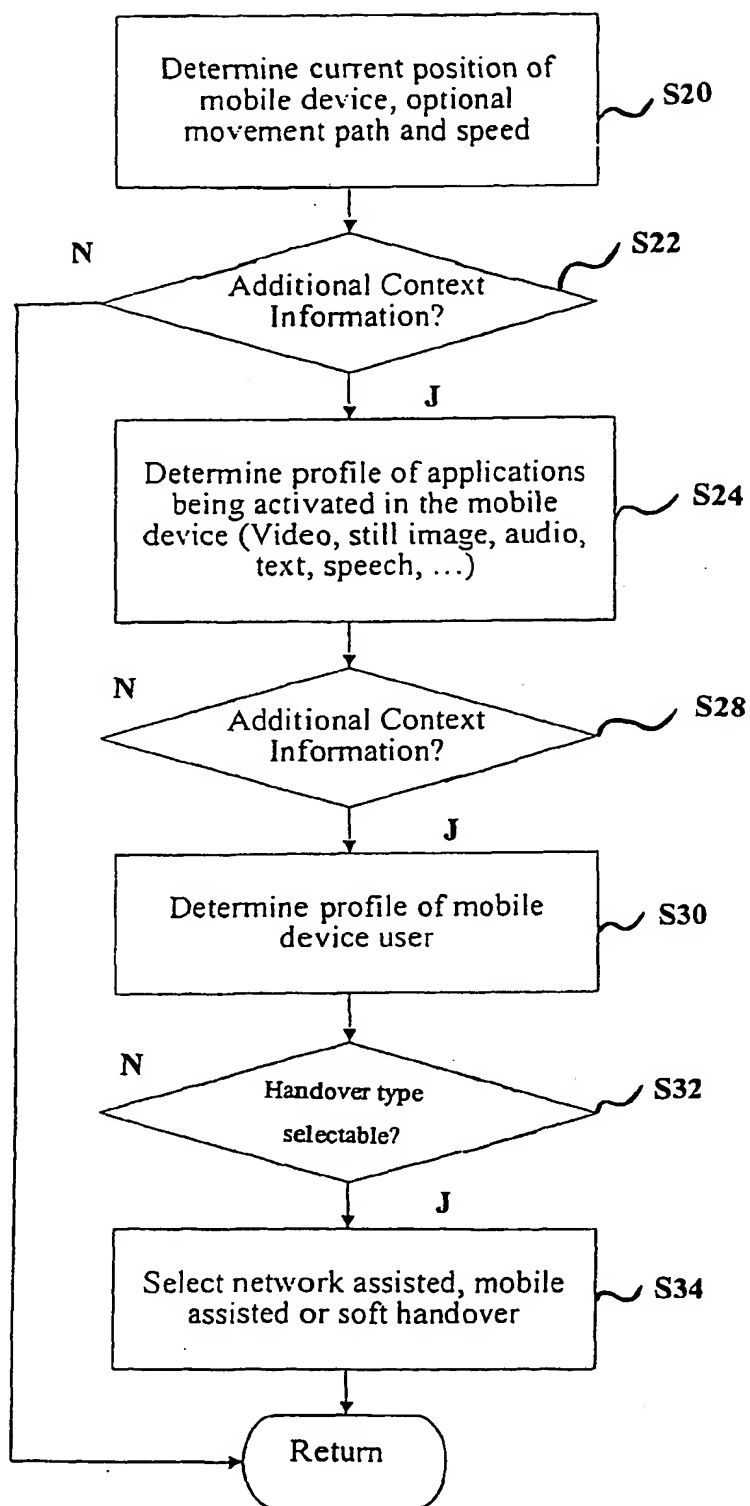 Determine current position of
mobile device, optional
movement path and speed
S20
N
S22
Additional Context
Information?
J
Determine profile of applications
being activated in the mobile
device (Video, still image, audio,
text, speech, ...)
S24
N
S28
Additional Context
Information?
J
Determine profile of mobile
device user
S30
N
Handover type
selectable?
S32
J
Select network assisted, mobile
assisted or soft handover
S34
Return